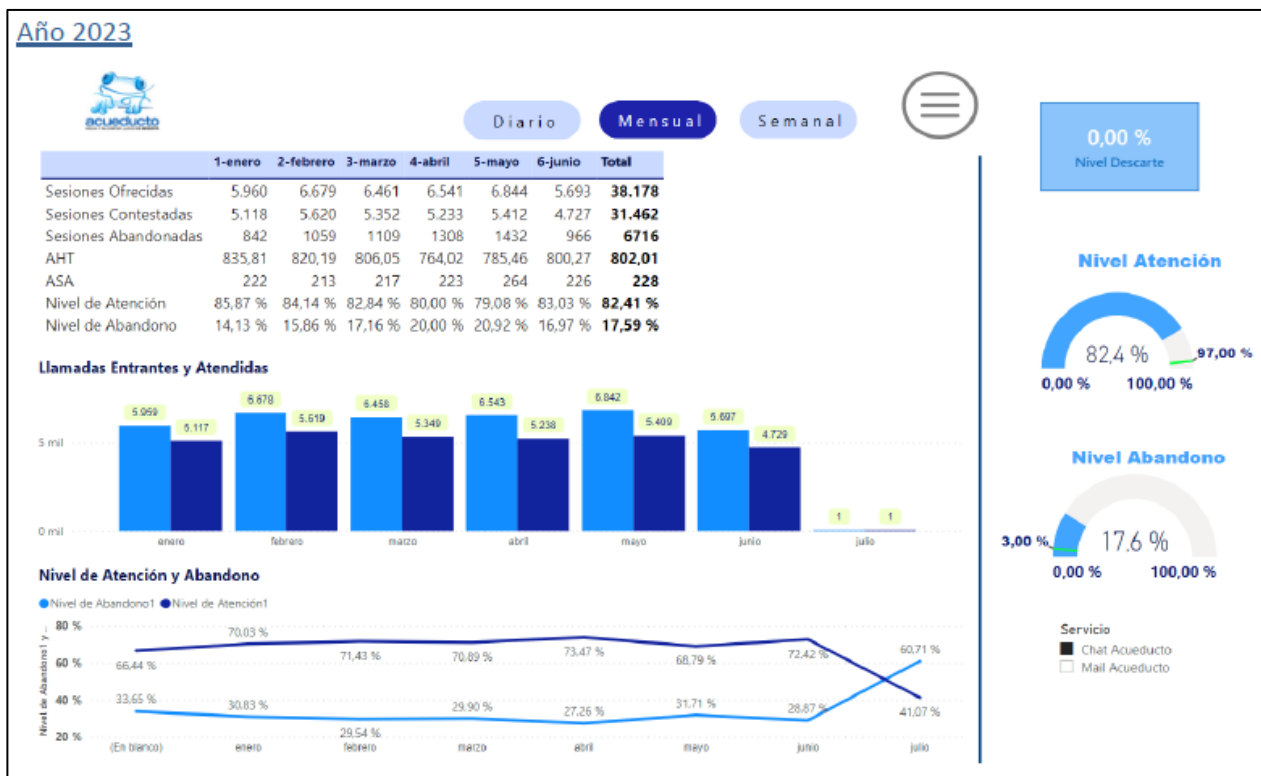 Año 2023
acueducto
Diario Mensual Semanal
0,00 %
Nivel Descarte
1-enero 2-febrero 3-marzo 4-abril 5-mayo 6-junio Total
Sesiones Ofrecidas 5.960 6.679 6.461 6.541 6.844 5.693 38.178
Sesiones Contestadas 5.118 5.620 5.352 5.233 5.412 4.727 31.462
Sesiones Abandonadas 842 1059 1109 1308 1432 966 6716
AHT 835,81 820,19 806,05 764,02 785,46 800,27 802,01
ASA 222 213 217 223 264 226 228
Nivel de Atención 85,87 % 84,14 % 82,84 % 80,00 % 79,08 % 83,03 % 82,41 %
Nivel de Abandono 14,13 % 15,86 % 17,16 % 20,00 % 20,92 % 16,97 % 17,59 %
Nivel Atención
82,4 %
97,00 %
0,00 % 100,00 %
Llamadas Entrantes y Atendidas
5.959 5.117 6.678 5.619 6.458 5.349 6.543 5.238 6.842 5.409 5.697 4.729 1 1
5 mil
0 mil
enero febrero marzo abril mayo junio julio
Nivel Abandono
17.6 %
3,00 %
0,00 % 100,00 %
Nivel de Atención y Abandono
Nivel de Abandono1 Nivel de Atención1
Nivel de Abandono1 y ...
80 %
60 %
40 %
20 %
66,44 % 70,03 % 71,43 % 70,89 % 73,47 % 68,79 % 72,42 % 60,71 %
33,65 % 30,83 % 29,54 % 29,90 % 27,26 % 31,71 % 28,87 % 41,07 %
(En blanco) enero febrero marzo abril mayo junio julio
Servicio
Chat Acueducto
Mail Acueducto